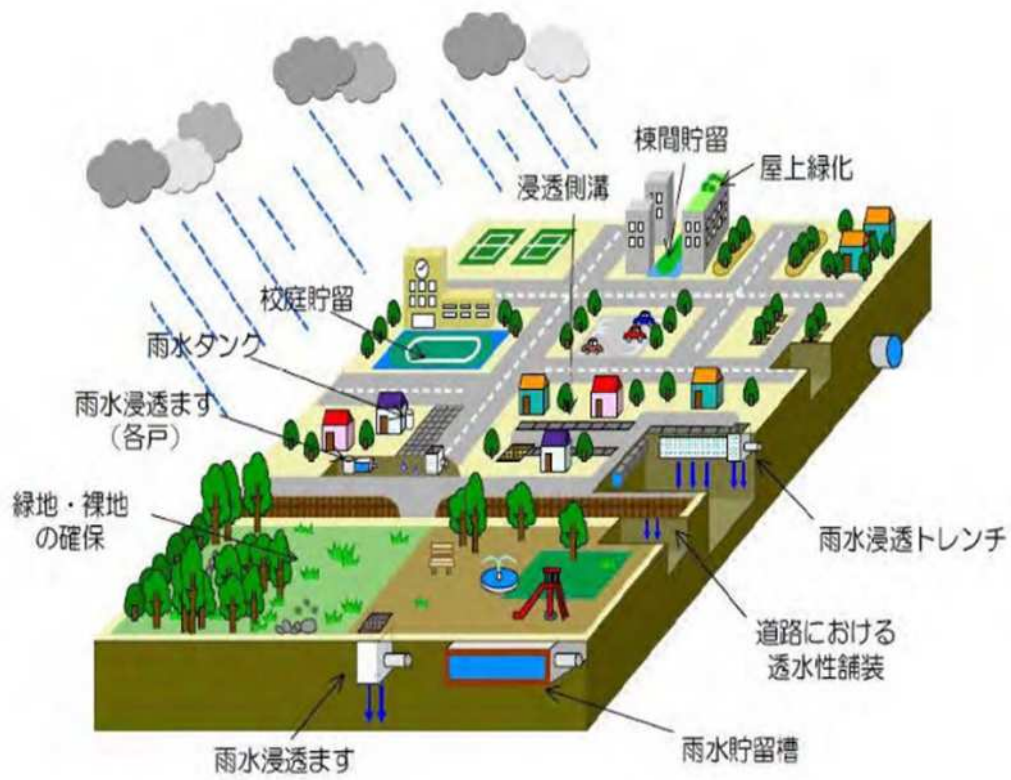 棟間貯留
屋上緑化
浸透側溝
校庭貯留
雨水タンク
雨水浸透ます
（各戸）
緑地・裸地
の確保
雨水浸透トレンチ
道路における
透水性舗装
雨水浸透ます
雨水貯留槽